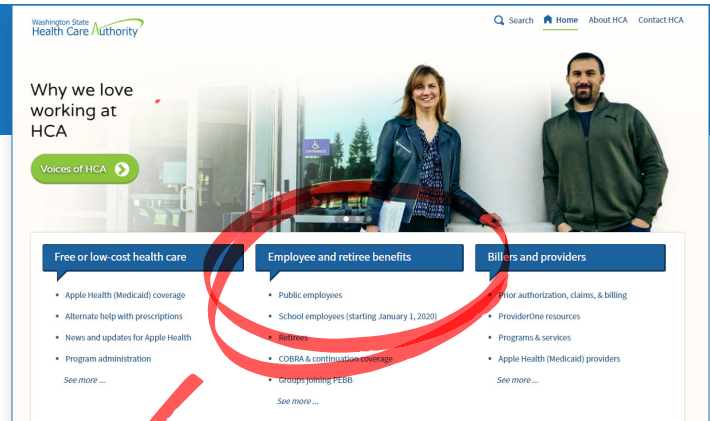 Washington State
Health Care Authority
Search Home About HCA Contact HCA
Why we love
working at
HCA
Voices of HCA
ENTRANCE
Free or low-cost health care
Apple Health (Medicaid) coverage
Alternate help with prescriptions
News and updates for Apple Health
Program administration
See more ...
Employee and retiree benefits
Public employees
School employees (starting January 1, 2020)
Retirees
COBRA & continuation coverage
Groups joining PEBB
See more ...
Billers and providers
Prior authorization, claims, & billing
ProviderOne resources
Programs & services
Apple Health (Medicaid) providers
See more ...